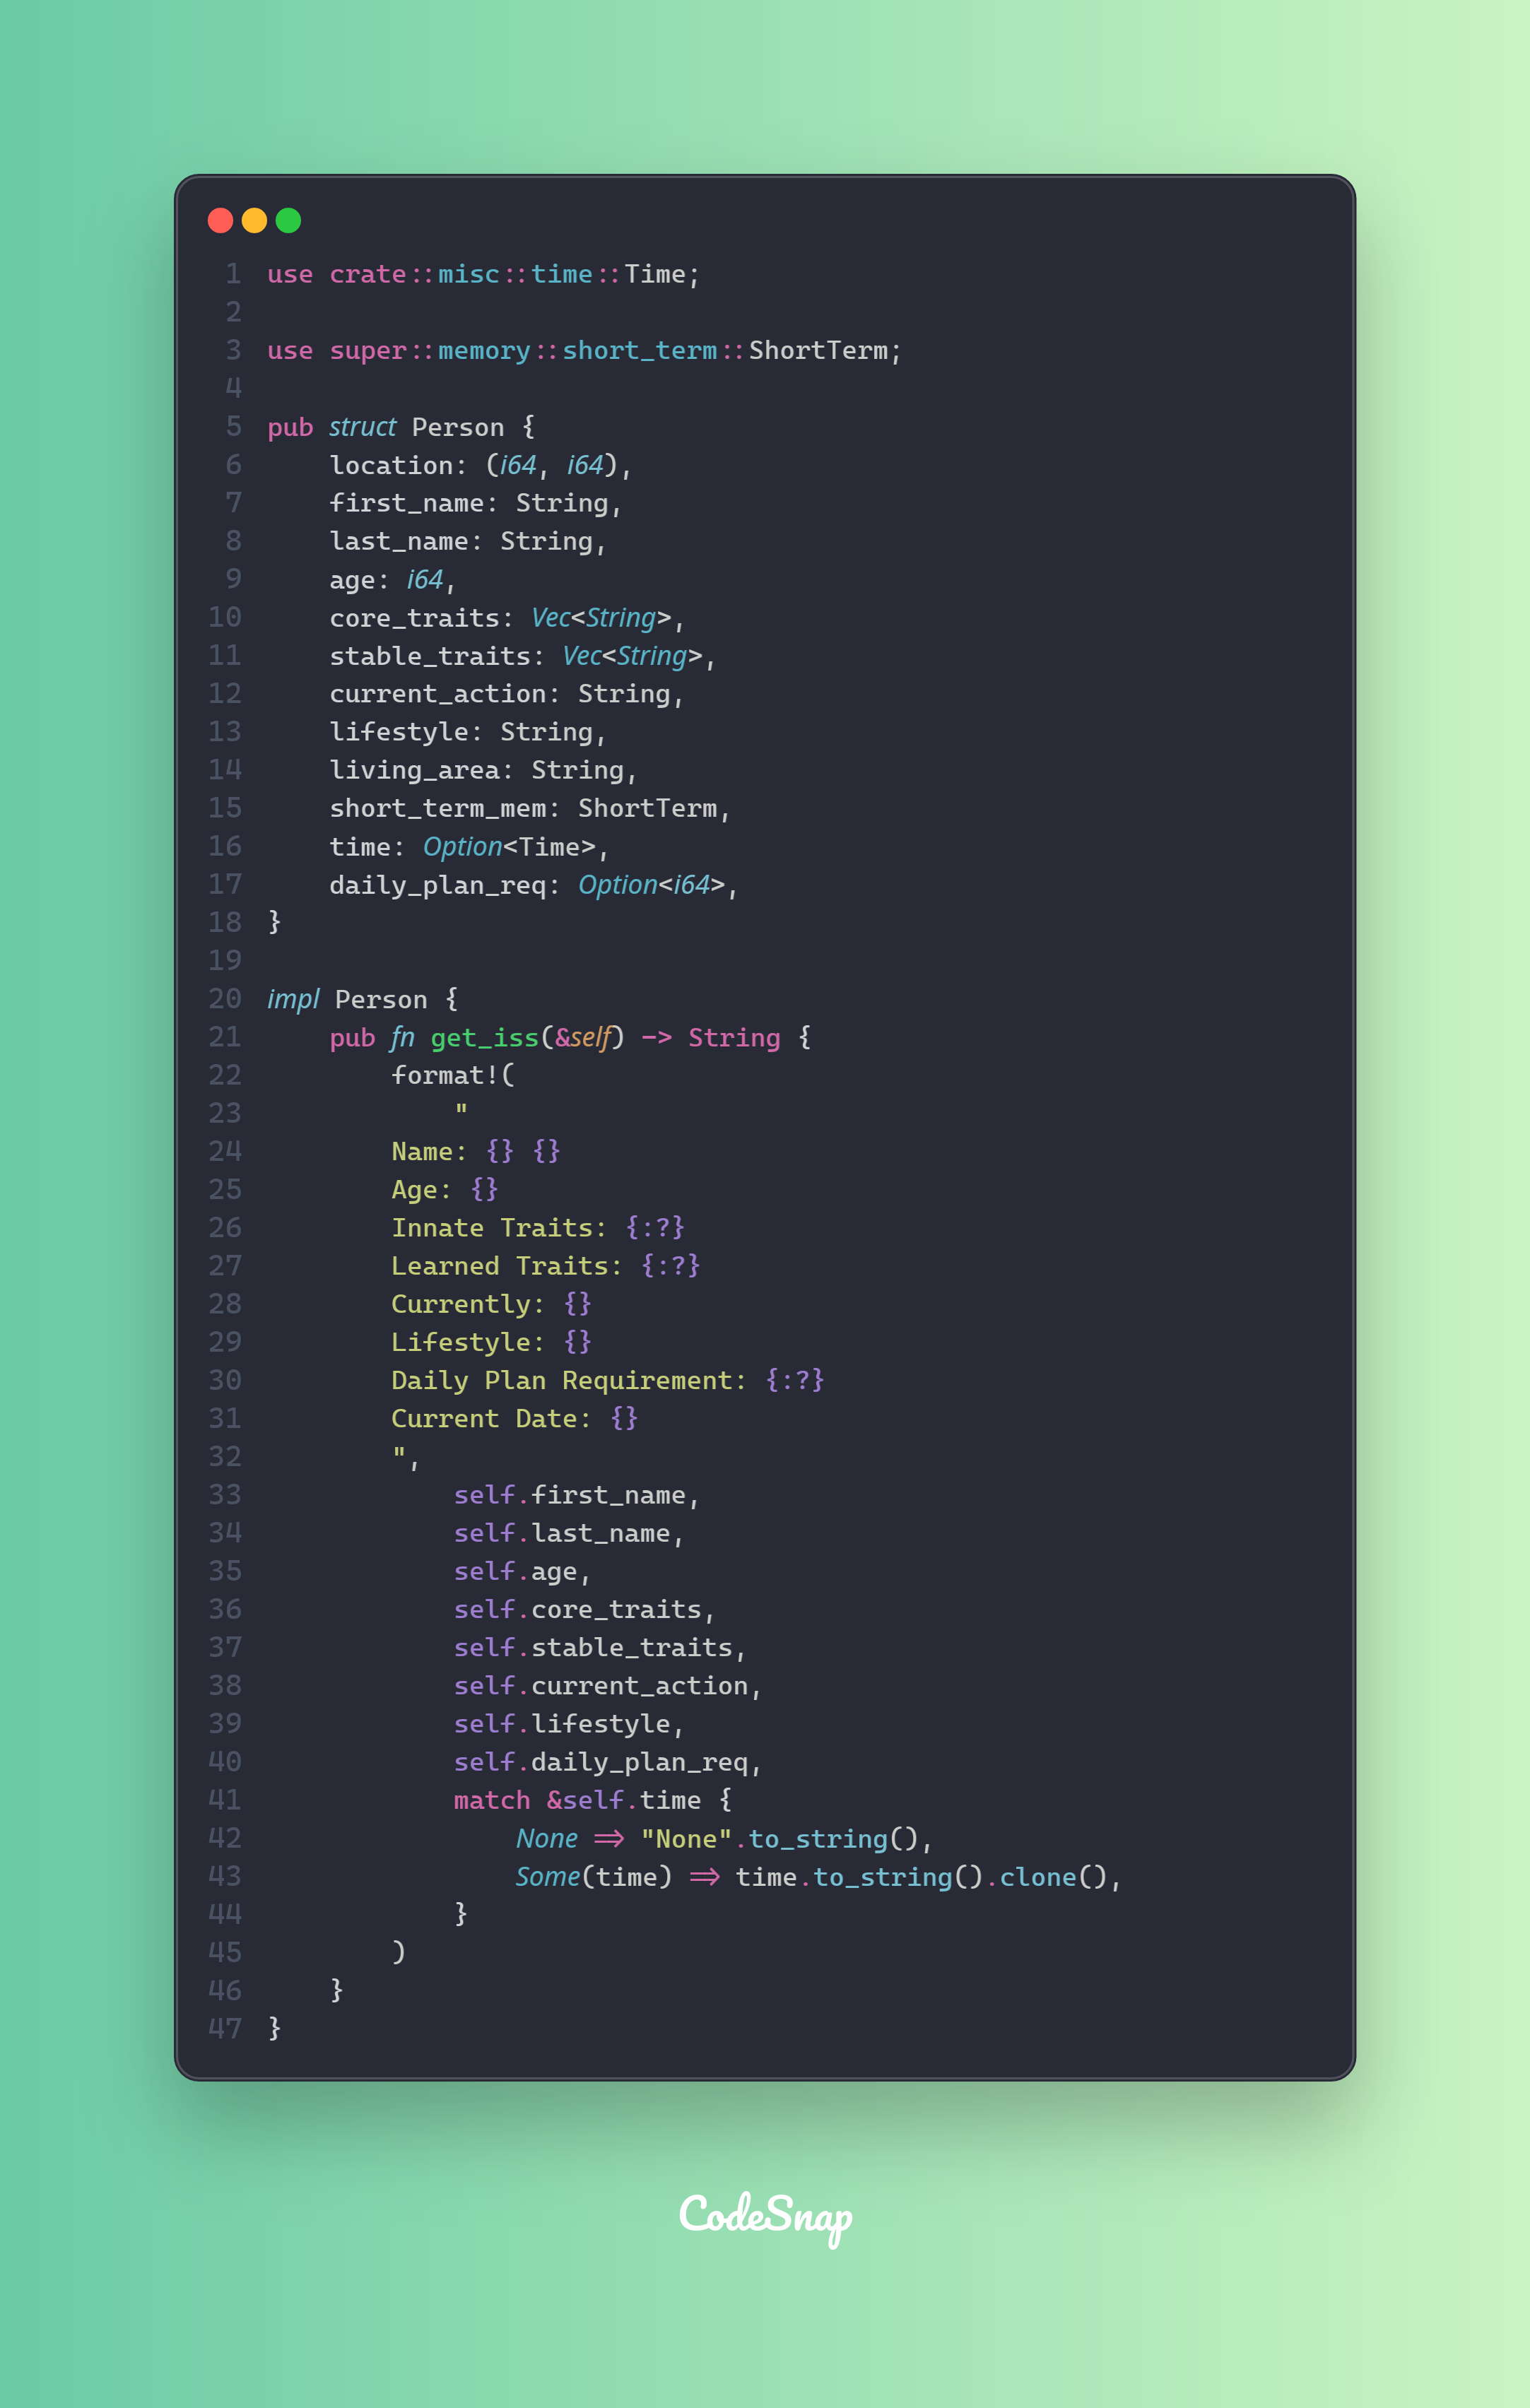 1 use crate::misc::time::Time;
2
3 use super::memory::short_term::ShortTerm;
4
5 pub struct Person {
6     location: (i64, i64),
7     first_name: String,
8     last_name: String,
9     age: i64,
10     core_traits: Vec<String>,
11     stable_traits: Vec<String>,
12     current_action: String,
13     lifestyle: String,
14     living_area: String,
15     short_term_mem: ShortTerm,
16     time: Option<Time>,
17     daily_plan_req: Option<i64>,
18 }
19
20 impl Person {
21     pub fn get_iss(&self) -> String {
22         format!(
23             "
24         Name: {} {}
25         Age: {}
26         Innate Traits: {:?}
27         Learned Traits: {:?}
28         Currently: {}
29         Lifestyle: {}
30         Daily Plan Requirement: {:?}
31         Current Date: {}
32         ",
33             self.first_name,
34             self.last_name,
35             self.age,
36             self.core_traits,
37             self.stable_traits,
38             self.current_action,
39             self.lifestyle,
40             self.daily_plan_req,
41             match &self.time {
42                 None => "None".to_string(),
43                 Some(time) => time.to_string().clone(),
44             }
45         )
46     }
47 }
CodeSnap